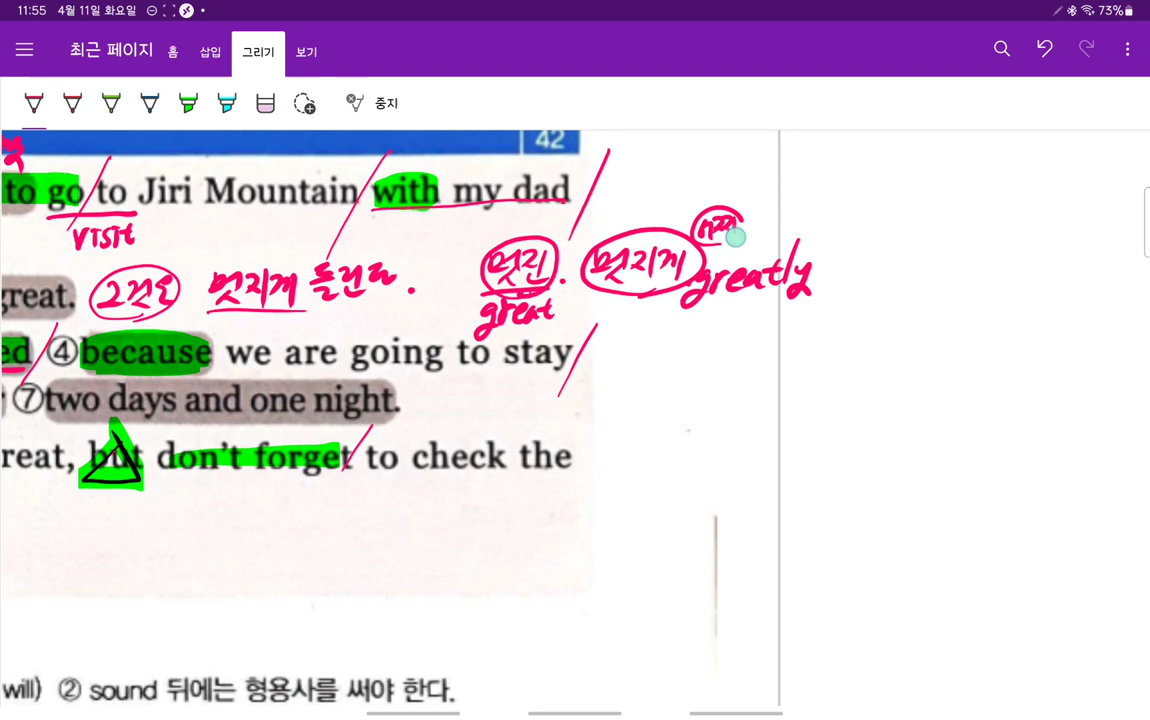 11:55 4월 11일 화요일 73%
최근 페이지 홈 삽입 그리기 보기
중지
42
to go to Jiri Mountain with my dad
visit
great. 그것은 멋지게 들린다. 멋진. 멋지게
great greatly
ed ④because we are going to stay
⑦two days and one night.
reat, but don't forget to check the
will) ② sound 뒤에는 형용사를 써야 한다.